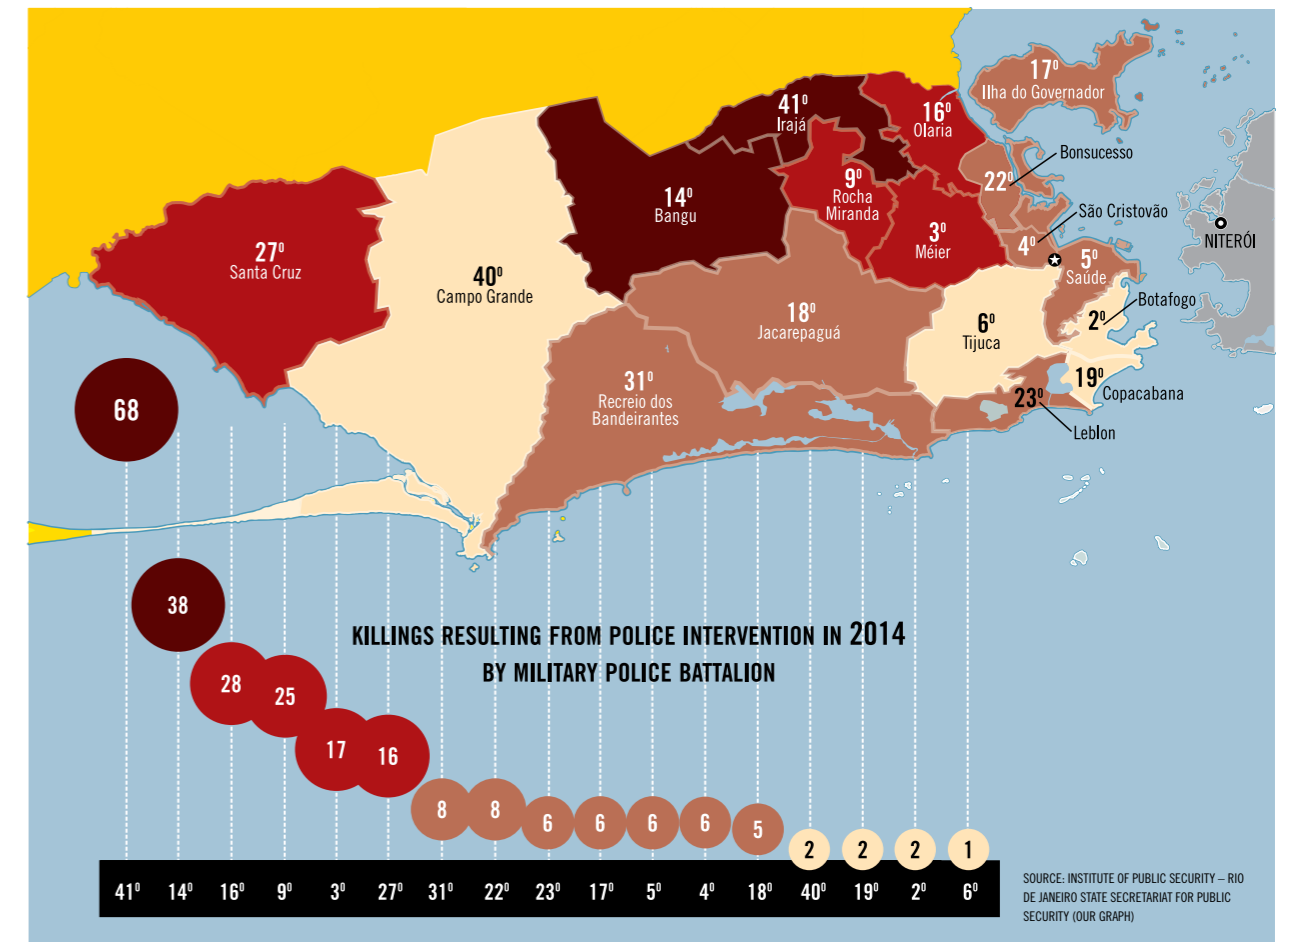 17º
Ilha do Governador
41º
Irajá
16º
Olaria
Bonsucesso
22º
14º
Bangu
9º
Rocha
Miranda
São Cristovão
4º
3º
Méier
NITERÓI
27º
Santa Cruz
5º
Saúde
40º
Campo Grande
Botafogo
2º
18º
Jacarepaguá
6º
Tijuca
31º
Recreio dos
Bandeirantes
19º
Copacabana
23º
Leblon
68
38
KILLINGS RESULTING FROM POLICE INTERVENTION IN 2014
BY MILITARY POLICE BATTALION
28
25
17
16
8
8
6
6
6
6
5
2
2
2
1
41º 14º 16º 9º 3º 27º 31º 22º 23º 17º 5º 4º 18º 40º 19º 2º 6º
SOURCE: INSTITUTE OF PUBLIC SECURITY – RIO
DE JANEIRO STATE SECRETARIAT FOR PUBLIC
SECURITY (OUR GRAPH)